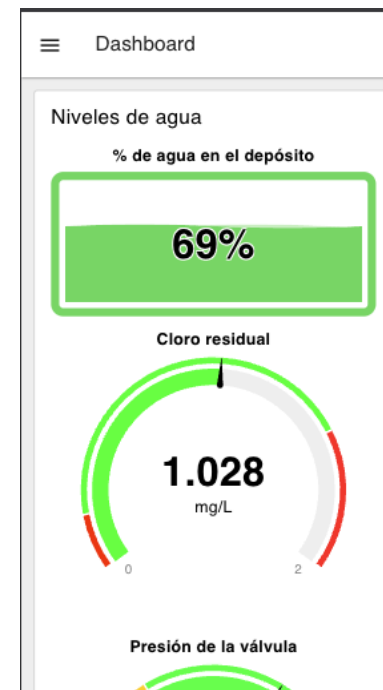 Dashboard
Niveles de agua
% de agua en el depósito
69%
Cloro residual
1.028
mg/L
0
2
Presión de la válvula